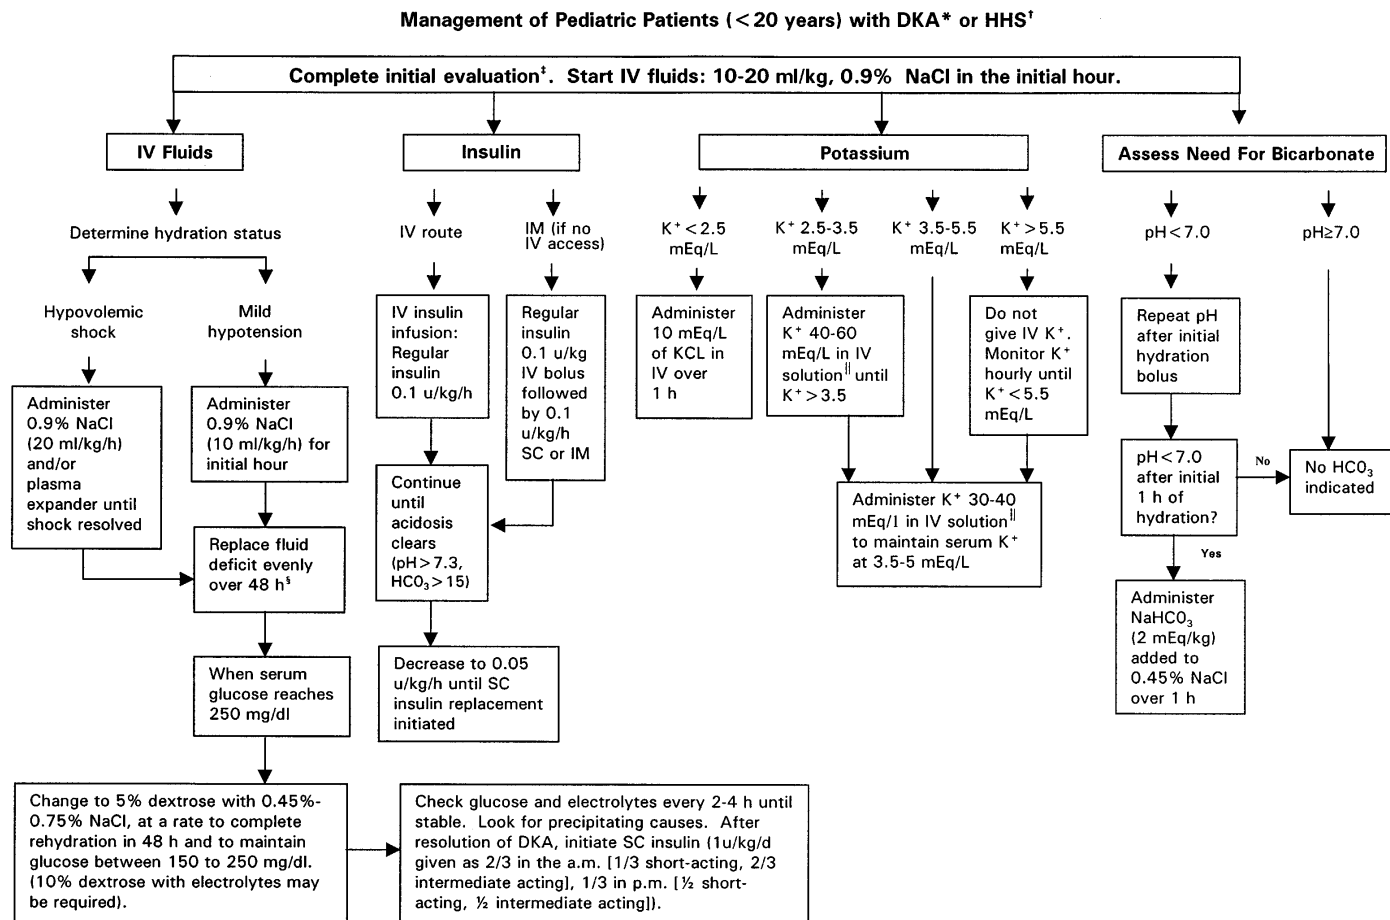 Management of Pediatric Patients (<20 years) with DKA* or HHS†
Complete initial evaluation‡. Start IV fluids: 10-20 ml/kg, 0.9% NaCl in the initial hour.
IV Fluids
Determine hydration status
Hypovolemic
shock
Mild
hypotension
Administer
0.9% NaCl
(20 ml/kg/h)
and/or
plasma
expander until
shock resolved
Administer
0.9% NaCl
(10 ml/kg/h) for
initial hour
Replace fluid
deficit evenly
over 48 h§
When serum
glucose reaches
250 mg/dl
Change to 5% dextrose with 0.45%-
0.75% NaCl, at a rate to complete
rehydration in 48 h and to maintain
glucose between 150 to 250 mg/dl.
(10% dextrose with electrolytes may
be required).
Check glucose and electrolytes every 2-4 h until
stable. Look for precipitating causes. After
resolution of DKA, initiate SC insulin (1u/kg/d
given as 2/3 in the a.m. [1/3 short-acting, 2/3
intermediate acting], 1/3 in p.m. [½ short-
acting, ½ intermediate acting]).
Insulin
IV route
IM (if no
IV access)
IV insulin
infusion:
Regular
insulin
0.1 u/kg/h
Regular
insulin
0.1 u/kg
IV bolus
followed
by 0.1
u/kg/h
SC or IM
Continue
until
acidosis
clears
(pH>7.3,
HCO₃>15)
Decrease to 0.05
u/kg/h until SC
insulin replacement
initiated
Potassium
K⁺ <2.5
mEq/L
K⁺ 2.5-3.5
mEq/L
K⁺ 3.5-5.5
mEq/L
K⁺ >5.5
mEq/L
Administer
10 mEq/L
of KCL in
IV over
1 h
Administer
K⁺ 40-60
mEq/L in IV
solution‖ until
K⁺>3.5
Do not
give IV K⁺.
Monitor K⁺
hourly until
K⁺<5.5
mEq/L
Administer K⁺ 30-40
mEq/l in IV solution‖
to maintain serum K⁺
at 3.5-5 mEq/L
Assess Need For Bicarbonate
pH<7.0
pH≥7.0
Repeat pH
after initial
hydration
bolus
pH<7.0
after initial
1 h of
hydration?
No
No HCO₃
indicated
Yes
Administer
NaHCO₃
(2 mEq/kg)
added to
0.45% NaCl
over 1 h